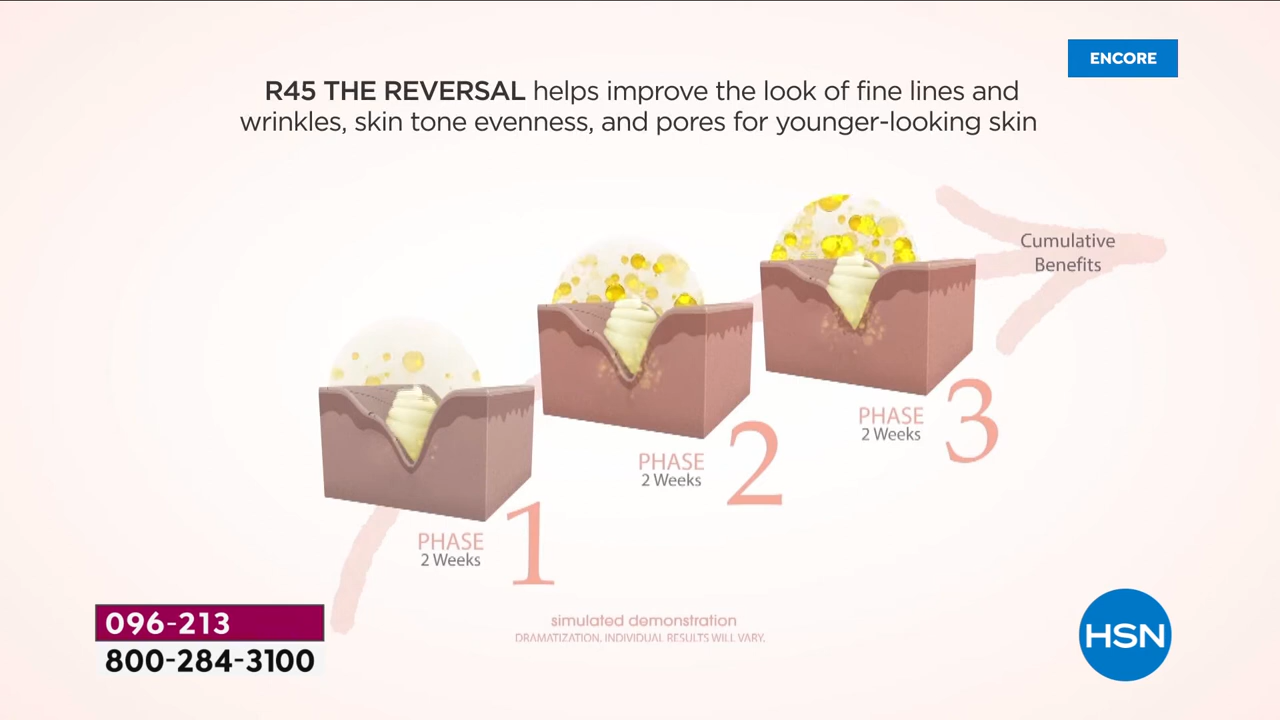 ENCORE
R45 THE REVERSAL helps improve the look of fine lines and
wrinkles, skin tone evenness, and pores for younger-looking skin
Cumulative
Benefits
PHASE
2 Weeks
3
PHASE
2 Weeks
2
PHASE
2 Weeks
1
096-213
800-284-3100
simulated demonstration
DRAMATIZATION. INDIVIDUAL RESULTS WILL VARY.
HSN